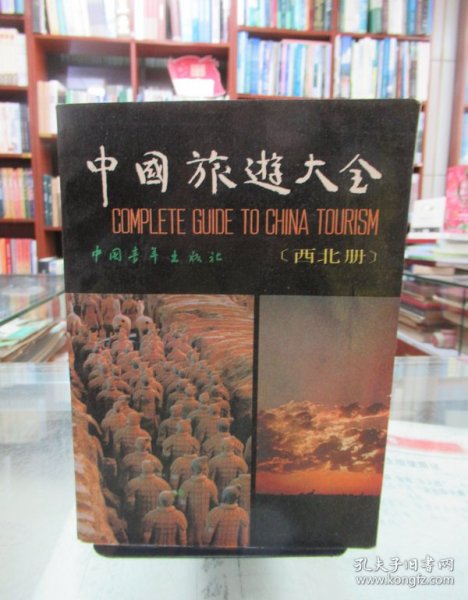 中國旅遊大全
COMPLETE GUIDE TO CHINA TOURISM
中国青年出版社
〔西北册〕
孔夫子旧书网
www.kongfz.com